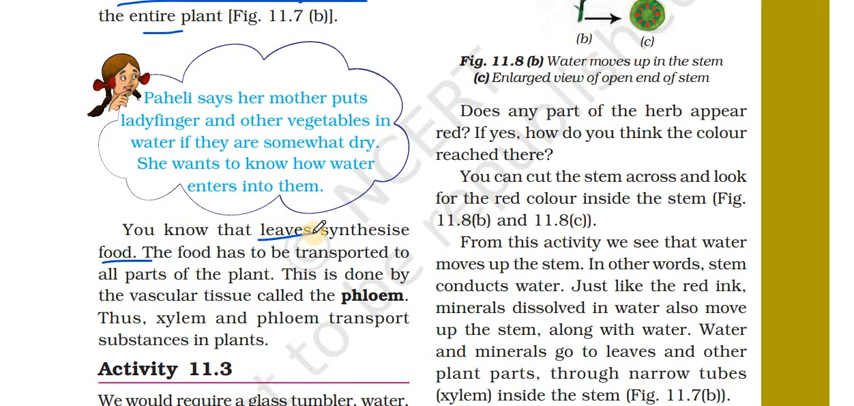 the entire plant [Fig. 11.7 (b)].
Paheli says her mother puts
ladyfinger and other vegetables in
water if they are somewhat dry.
She wants to know how water
enters into them.
You know that leaves synthesise
food. The food has to be transported to
all parts of the plant. This is done by
the vascular tissue called the phloem.
Thus, xylem and phloem transport
substances in plants.
Activity 11.3
We would require a glass tumbler, water,
(b)
(c)
Fig. 11.8 (b) Water moves up in the stem
(c) Enlarged view of open end of stem
Does any part of the herb appear
red? If yes, how do you think the colour
reached there?
You can cut the stem across and look
for the red colour inside the stem (Fig.
11.8(b) and 11.8(c)).
From this activity we see that water
moves up the stem. In other words, stem
conducts water. Just like the red ink,
minerals dissolved in water also move
up the stem, along with water. Water
and minerals go to leaves and other
plant parts, through narrow tubes
(xylem) inside the stem (Fig. 11.7(b)).
© NCERT
be republished